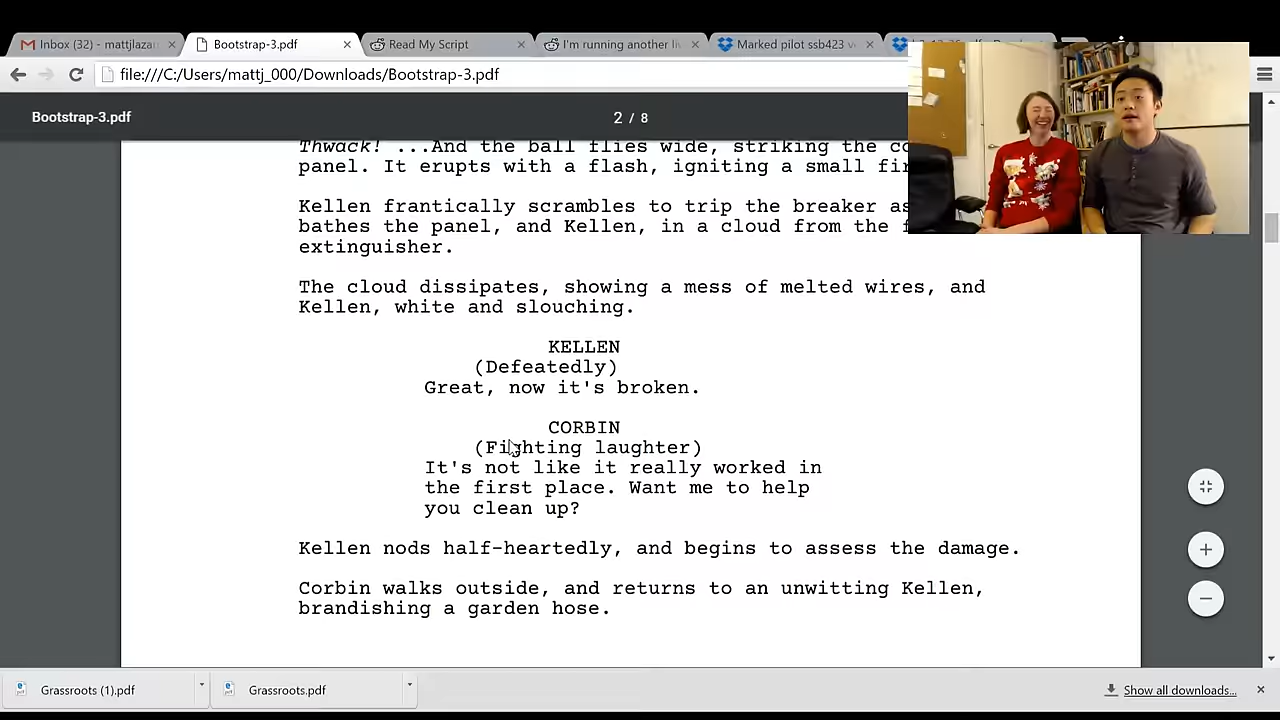 Inbox (32) - mattjlaza
Bootstrap-3.pdf
Read My Script
I'm running another li
Marked pilot ssb423 v
file:///C:/Users/mattj_000/Downloads/Bootstrap-3.pdf
Bootstrap-3.pdf
2 / 8
Thwack! ...And the ball flies wide, striking the
panel. It erupts with a flash, igniting a small
Kellen frantically scrambles to trip the breaker
bathes the panel, and Kellen, in a cloud from the
extinguisher.
The cloud dissipates, showing a mess of melted wires, and
Kellen, white and slouching.
KELLEN
(Defeatedly)
Great, now it's broken.
CORBIN
(Fighting laughter)
It's not like it really worked in
the first place. Want me to help
you clean up?
Kellen nods half-heartedly, and begins to assess the damage.
Corbin walks outside, and returns to an unwitting Kellen,
brandishing a garden hose.
Grassroots (1).pdf
Grassroots.pdf
Show all downloads...